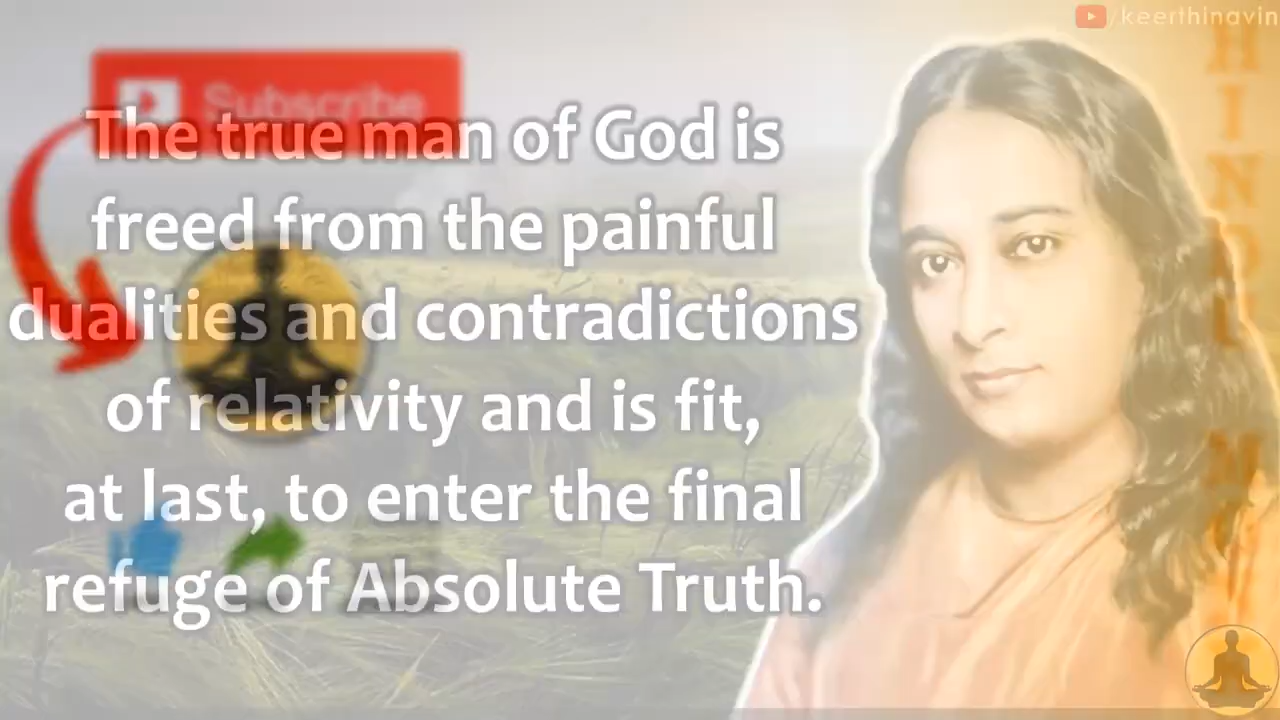 /keerthinavin
Subscribe
The true man of God is
freed from the painful
dualities and contradictions
of relativity and is fit,
at last, to enter the final
refuge of Absolute Truth.